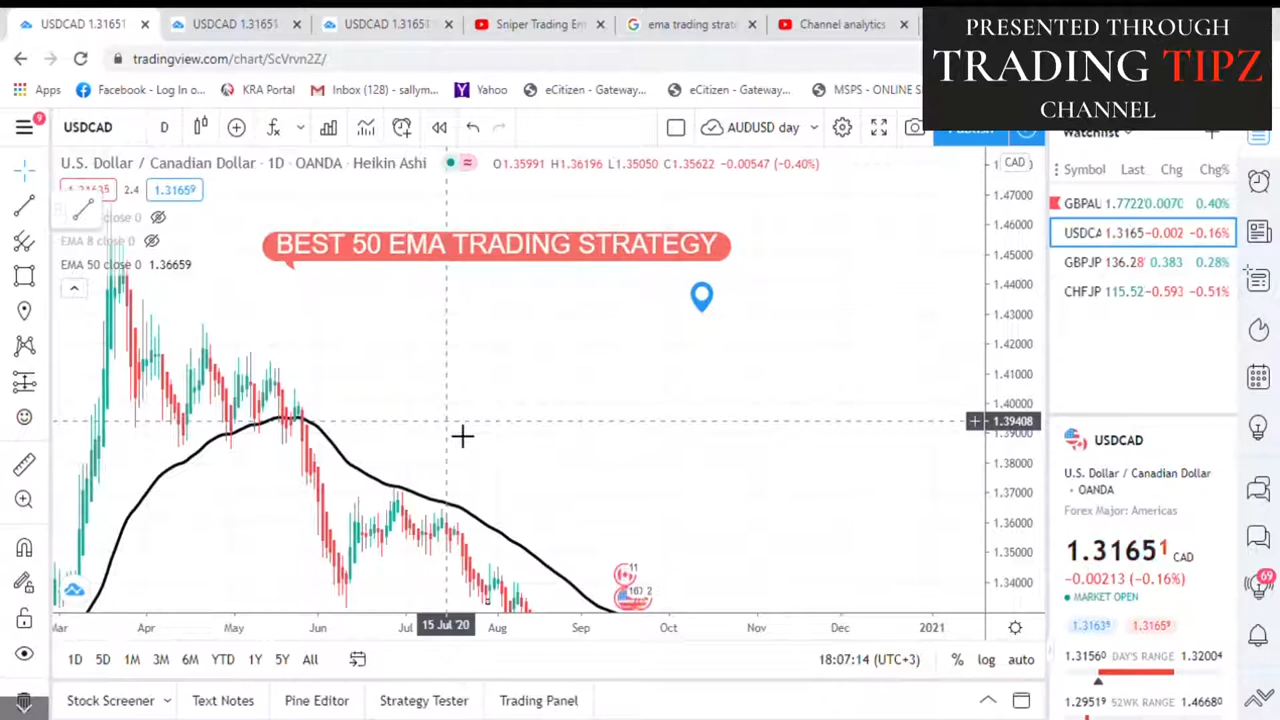 USDCAD 1.31651
USDCAD 1.31651
USDCAD 1.31651
Sniper Trading En
ema trading strat
Channel analytics
PRESENTED THROUGH
TRADING TIPZ
CHANNEL
tradingview.com/chart/ScVrvn2Z/
Apps
Facebook - Log In o...
KRA Portal
Inbox (128) - sallym...
Yahoo
eCitizen - Gateway...
eCitizen - Gateway...
MSPS - ONLINE S
9
USDCAD
D
AUDUSD day
Publish
Watchlist
U.S. Dollar / Canadian Dollar · 1D · OANDA · Heikin Ashi
O1.35991 H1.36196 L1.35050 C1.35622 −0.00547 (−0.40%)
CAD
Symbol Last Chg Chg%
2.4
1.31659
close 0
EMA 8 close 0
EMA 50 close 0 1.36659
BEST 50 EMA TRADING STRATEGY
GBPAU 1.7722 0.0070 0.40%
USDCA 1.3165 −0.002 −0.16%
GBPJP 136.28 0.383 0.28%
CHFJP 115.52 −0.593 −0.51%
1.47000
1.46000
1.45000
1.44000
1.43000
1.42000
1.41000
1.40000
1.39408
1.39000
1.38000
1.37000
1.36000
1.35000
1.34000
11
2
USDCAD
U.S. Dollar / Canadian Dollar
· OANDA
Forex Major: Americas
1.31651 CAD
−0.00213 (−0.16%)
MARKET OPEN
1.31639
1.31659
1.31560 DAY'S RANGE 1.32004
1.29519 52WK RANGE 1.46680
69
Mar
Apr
May
Jun
Jul
15 Jul '20
Aug
Sep
Oct
Nov
Dec
2021
1D 5D 1M 3M 6M YTD 1Y 5Y All
18:07:14 (UTC+3)
% log auto
Stock Screener
Text Notes
Pine Editor
Strategy Tester
Trading Panel